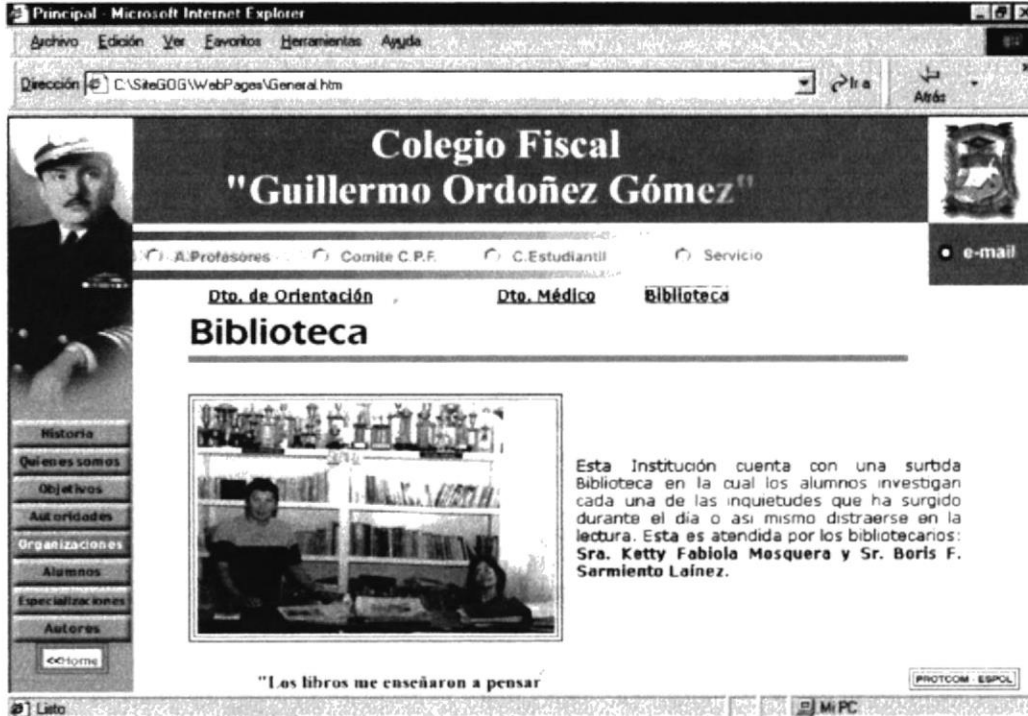 Principal - Microsoft Internet Explorer
Archivo Edición Ver Favoritos Herramientas Ayuda
Dirección C:\SiteGOG\WebPages\General.htm Ir a Atrás
Colegio Fiscal
"Guillermo Ordoñez Gómez"
A.Profesores Comite C.P.F. C.Estudiantil Servicio e-mail
Dto. de Orientación Dto. Médico Biblioteca
Biblioteca
Historia
Quienes somos
Objetivos
Autoridades
Organizaciones
Alumnos
Especializaciones
Autores
<<Home
Esta Institución cuenta con una surtida
Biblioteca en la cual los alumnos investigan
cada una de las inquietudes que ha surgido
durante el día o asi mismo distraerse en la
lectura. Esta es atendida por los bibliotecarios:
Sra. Ketty Fabiola Mosquera y Sr. Boris F.
Sarmiento Laínez.
"Los libros me enseñaron a pensar
PROTCOM - ESPOL
Listo Mi PC